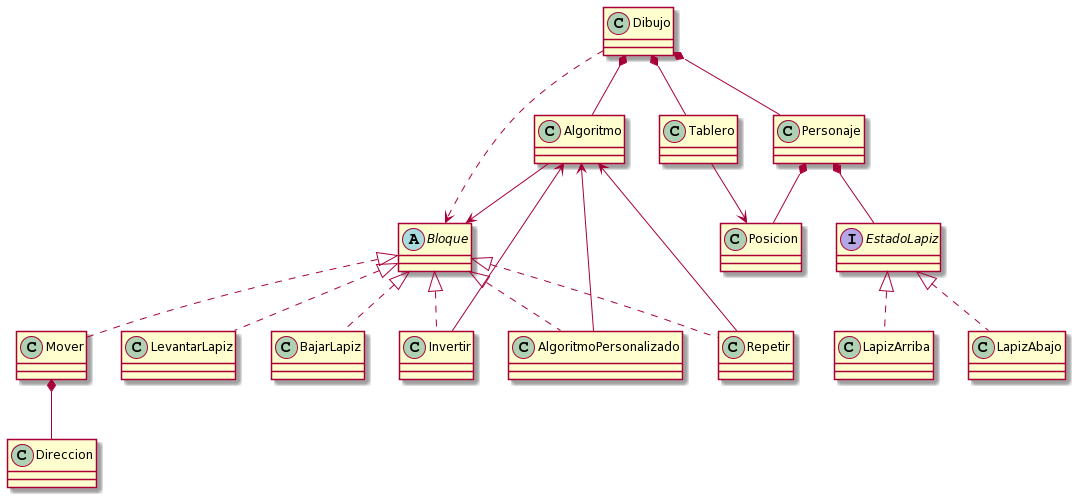 C Dibujo
C Algoritmo
C Tablero
C Personaje
A Bloque
C Posicion
I EstadoLapiz
C Mover
C LevantarLapiz
C BajarLapiz
C Invertir
C AlgoritmoPersonalizado
C Repetir
C LapizArriba
C LapizAbajo
C Direccion